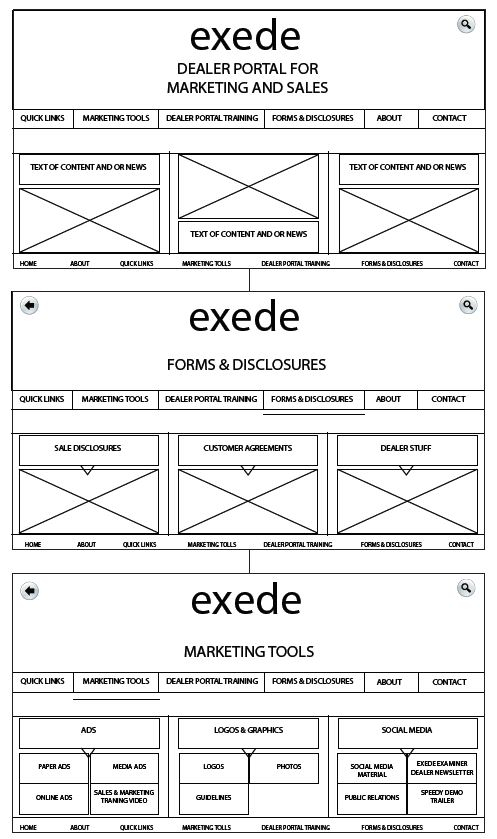 exede
DEALER PORTAL FOR
MARKETING AND SALES
QUICK LINKS MARKETING TOOLS DEALER PORTAL TRAINING FORMS & DISCLOSURES ABOUT CONTACT
TEXT OF CONTENT AND OR NEWS TEXT OF CONTENT AND OR NEWS
TEXT OF CONTENT AND OR NEWS
HOME ABOUT QUICK LINKS MARKETING TOLLS DEALER PORTAL TRAINING FORMS & DISCLOSURES CONTACT
exede
FORMS & DISCLOSURES
QUICK LINKS MARKETING TOOLS DEALER PORTAL TRAINING FORMS & DISCLOSURES ABOUT CONTACT
SALE DISCLOSURES CUSTOMER AGREEMENTS DEALER STUFF
HOME ABOUT QUICK LINKS MARKETING TOLLS DEALER PORTAL TRAINING FORMS & DISCLOSURES CONTACT
exede
MARKETING TOOLS
QUICK LINKS MARKETING TOOLS DEALER PORTAL TRAINING FORMS & DISCLOSURES ABOUT CONTACT
ADS LOGOS & GRAPHICS SOCIAL MEDIA
PAPER ADS
MEDIA ADS
ONLINE ADS
SALES & MARKETING
TRANING VIDEO
LOGOS
PHOTOS
GUIDELINES
SOCIAL MEDIA
MATERIAL
EXEDE EXAMINER
DEALER NEWSLETTER
PUBLIC RELATIONS
SPEEDY DEMO
TRAILER
HOME ABOUT QUICK LINKS MARKETING TOLLS DEALER PORTAL TRAINING FORMS & DISCLOSURES CONTACT